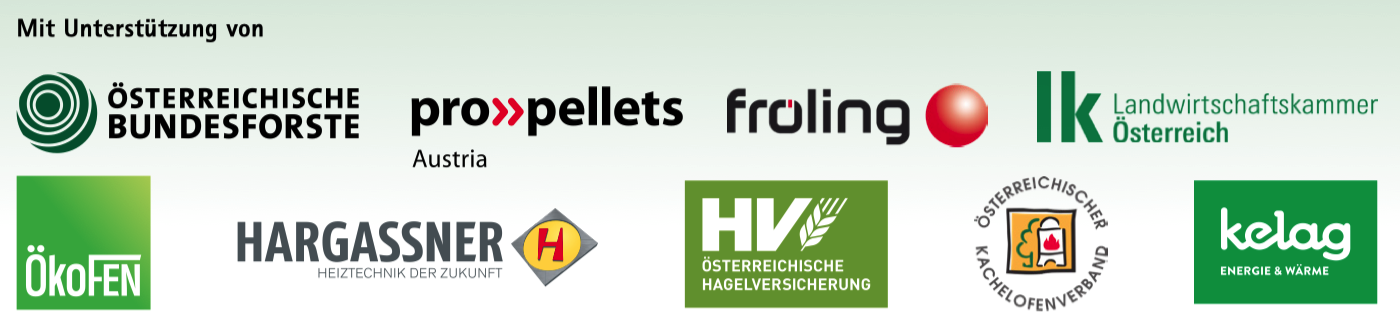 Mit Unterstützung von
ÖSTERREICHISCHE
BUNDESFORSTE
pro»pellets
Austria
fröling
lk Landwirtschaftskammer
Österreich
ÖkoFEN
HARGASSNER H
HEIZTECHNIK DER ZUKUNFT
HV
ÖSTERREICHISCHE
HAGELVERSICHERUNG
ÖSTERREICHISCHER
KACHELOFENVERBAND
kelag
ENERGIE & WÄRME